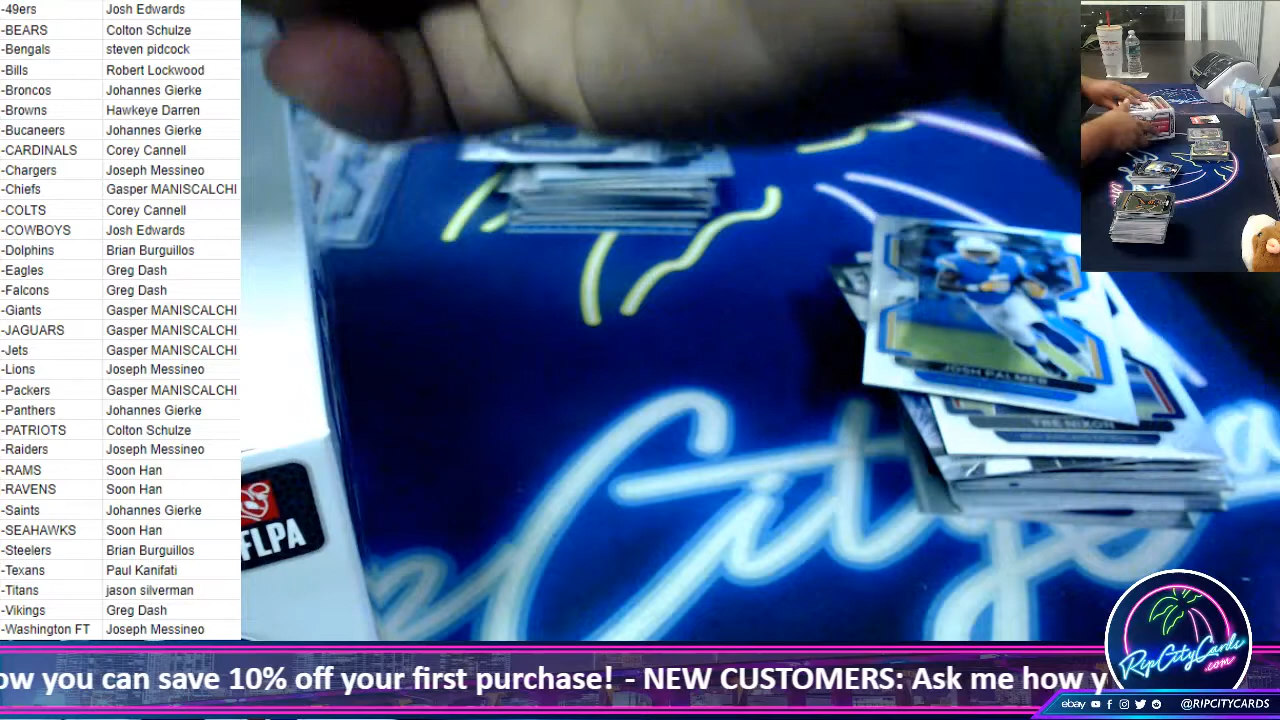 -49ers Josh Edwards
-BEARS Colton Schulze
-Bengals steven pidcock
-Bills Robert Lockwood
-Broncos Johannes Gierke
-Browns Hawkeye Darren
-Bucaneers Johannes Gierke
-CARDINALS Corey Cannell
-Chargers Joseph Messineo
-Chiefs Gasper MANISCALCHI
-COLTS Corey Cannell
-COWBOYS Josh Edwards
-Dolphins Brian Burguillos
-Eagles Greg Dash
-Falcons Greg Dash
-Giants Gasper MANISCALCHI
-JAGUARS Gasper MANISCALCHI
-Jets Gasper MANISCALCHI
-Lions Joseph Messineo
-Packers Gasper MANISCALCHI
-Panthers Johannes Gierke
-PATRIOTS Colton Schulze
-Raiders Joseph Messineo
-RAMS Soon Han
-RAVENS Soon Han
-Saints Johannes Gierke
-SEAHAWKS Soon Han
-Steelers Brian Burguillos
-Texans Paul Kanifati
-Titans jason silverman
-Vikings Greg Dash
-Washington FT Joseph Messineo
JOSH PALMER
TRE NIXON
FLPA
City
RipCityCards
.com
ow you can save 10% off your first purchase! - NEW CUSTOMERS: Ask me how y
ebay @RIPCITYCARDS